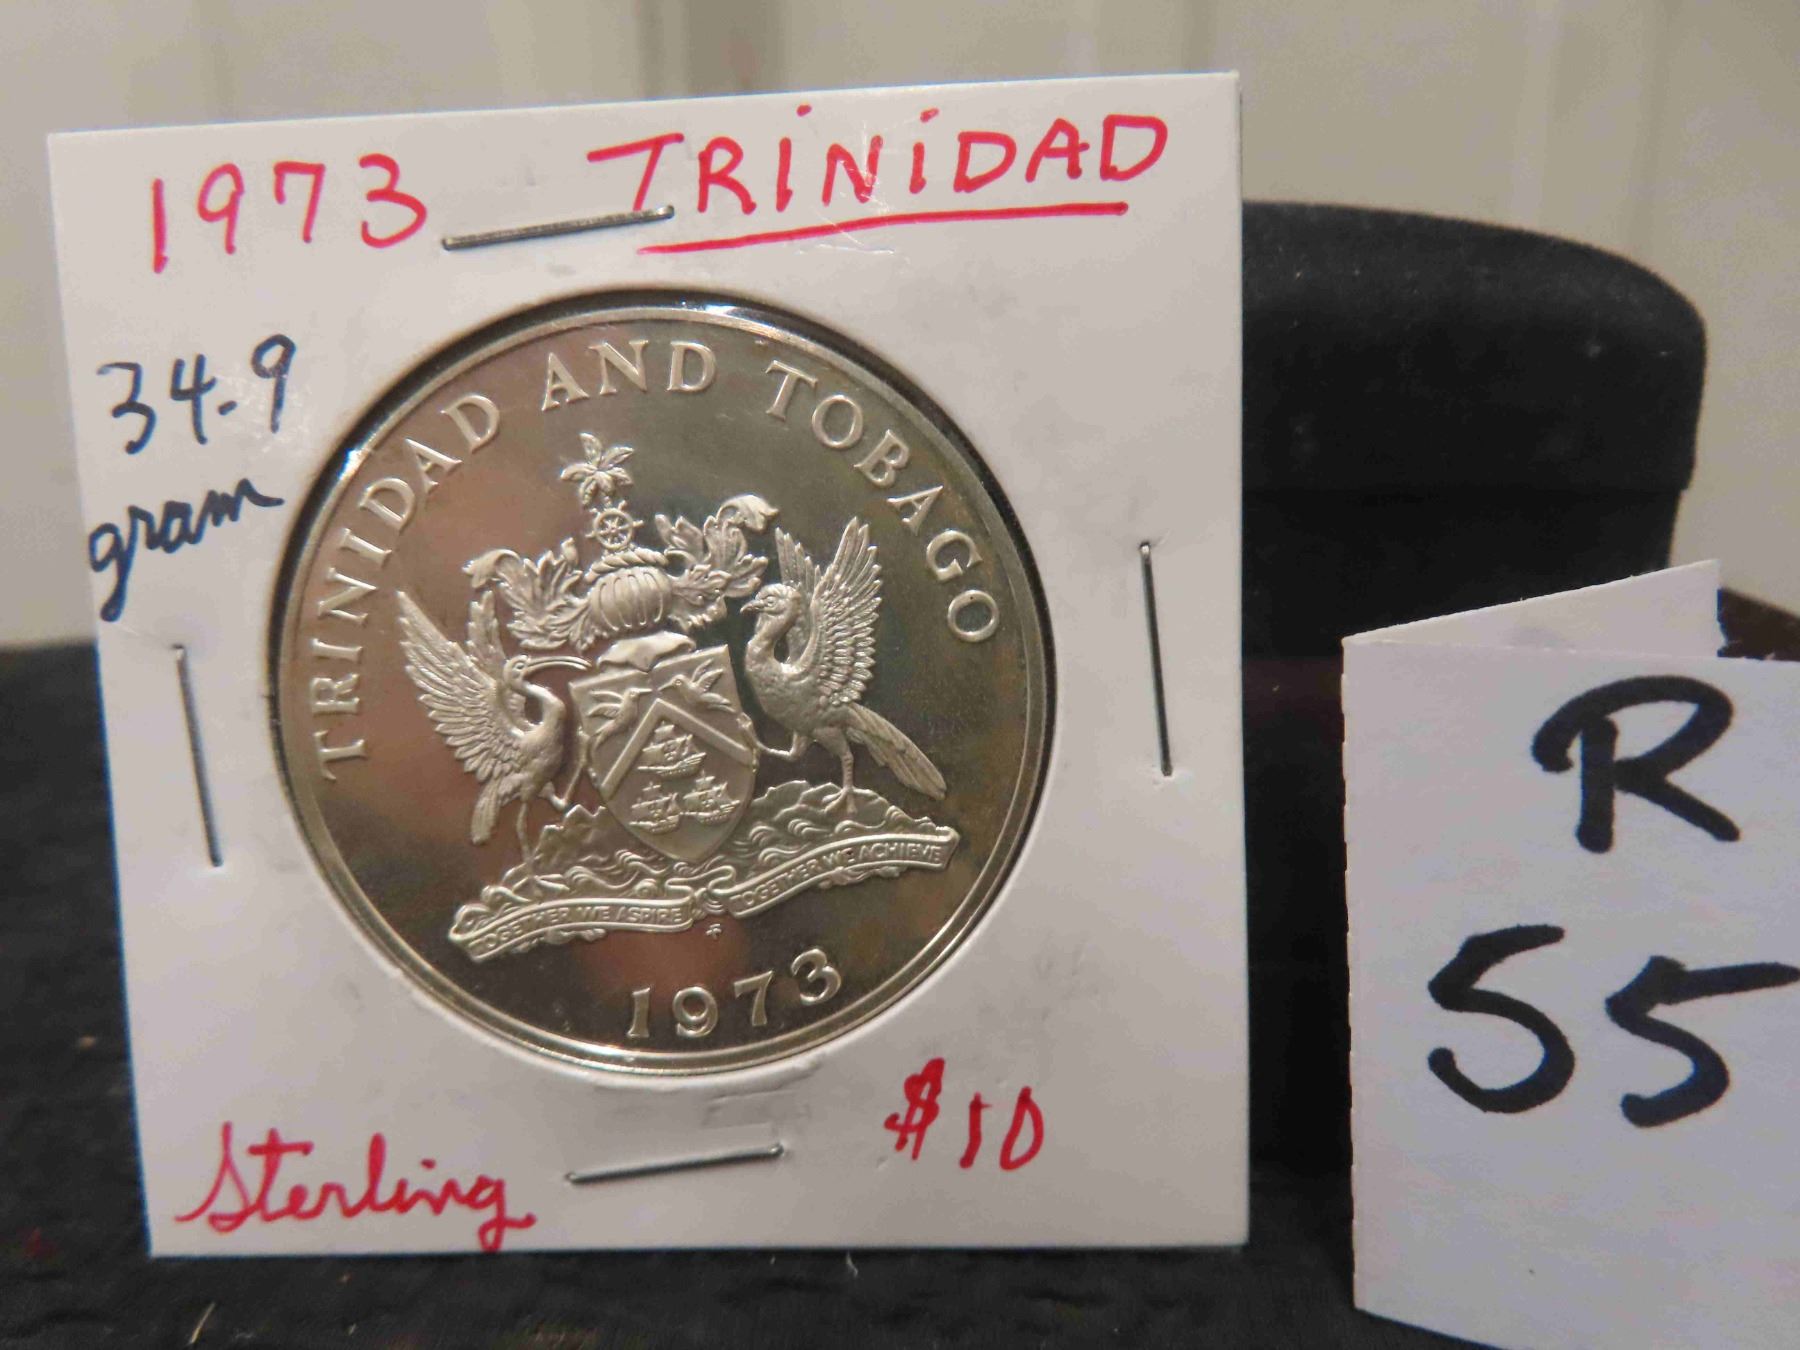 1973 TRINIDAD
34.9
gram
TRINIDAD AND TOBAGO
TOGETHER WE ASPIRE TOGETHER WE ACHIEVE
1973
Sterling
$10
R
55